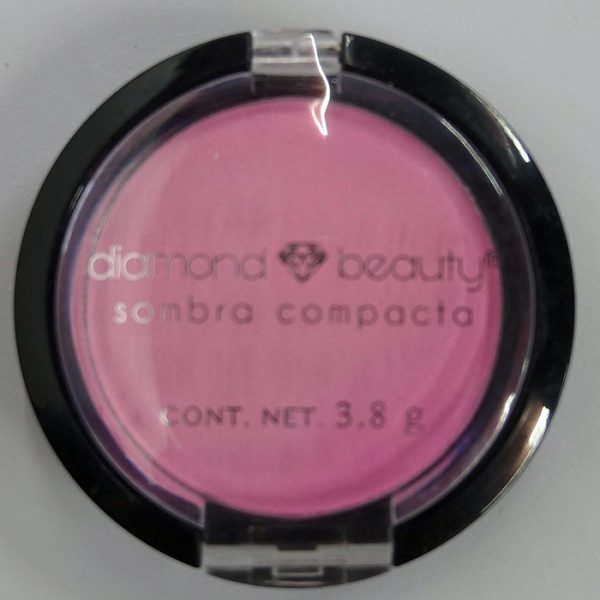 diamond beauty®
sombra compacta
CONT. NET. 3.8 g